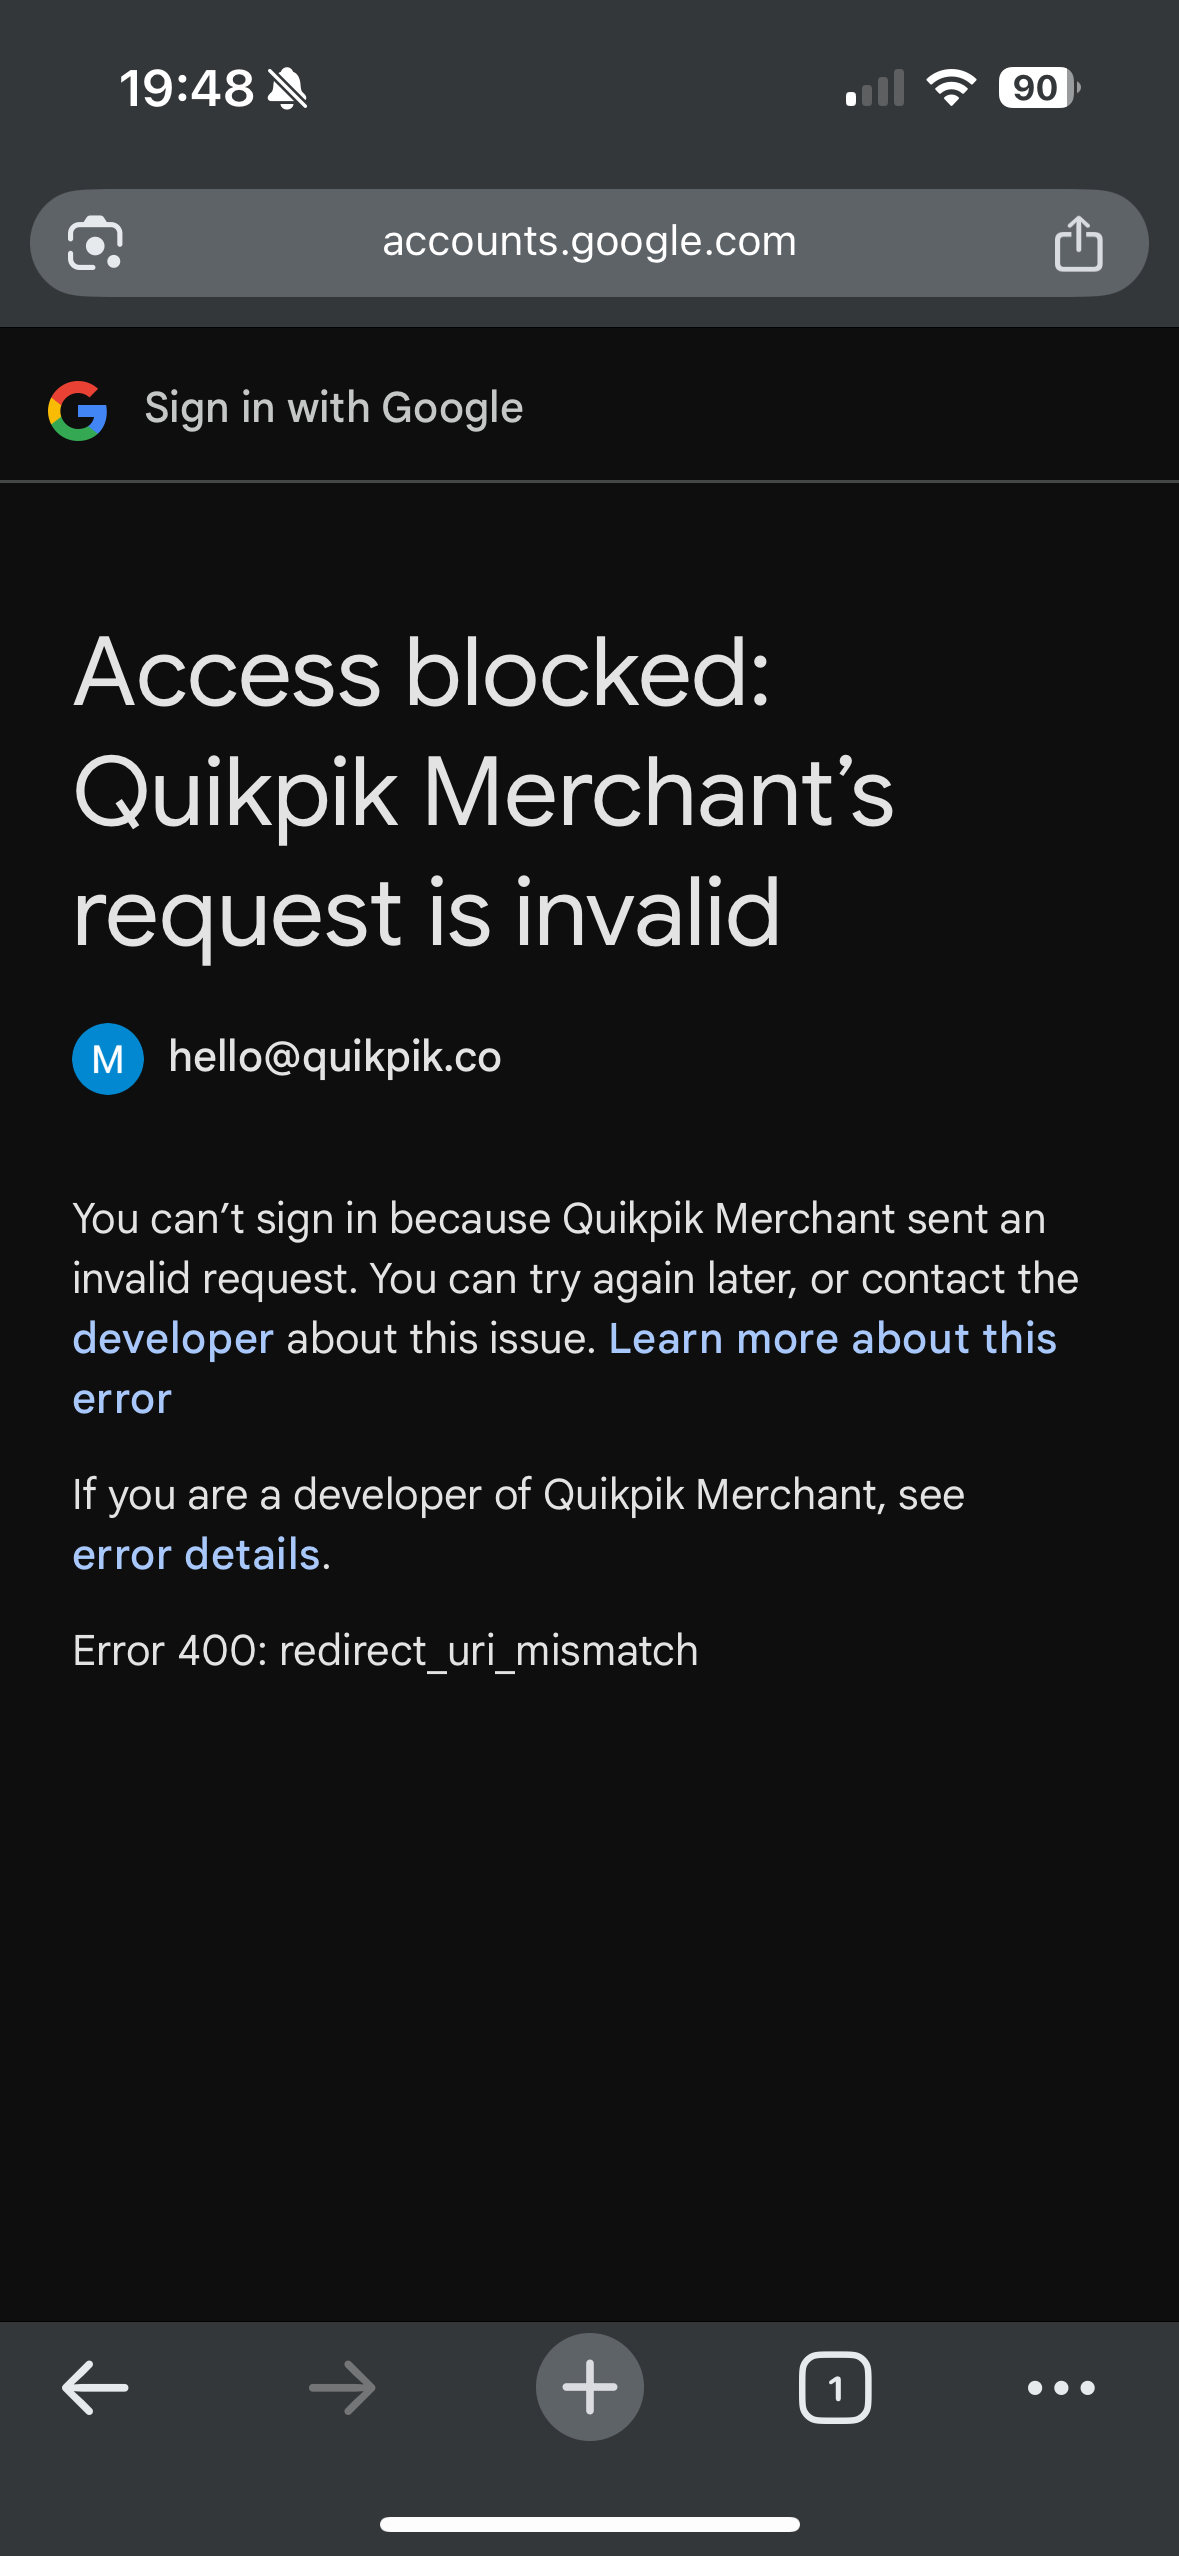 19:48
90
accounts.google.com
Sign in with Google
Access blocked:
Quikpik Merchant’s
request is invalid
M hello@quikpik.co
You can’t sign in because Quikpik Merchant sent an
invalid request. You can try again later, or contact the
developer about this issue. Learn more about this
error
If you are a developer of Quikpik Merchant, see
error details.
Error 400: redirect_uri_mismatch
1